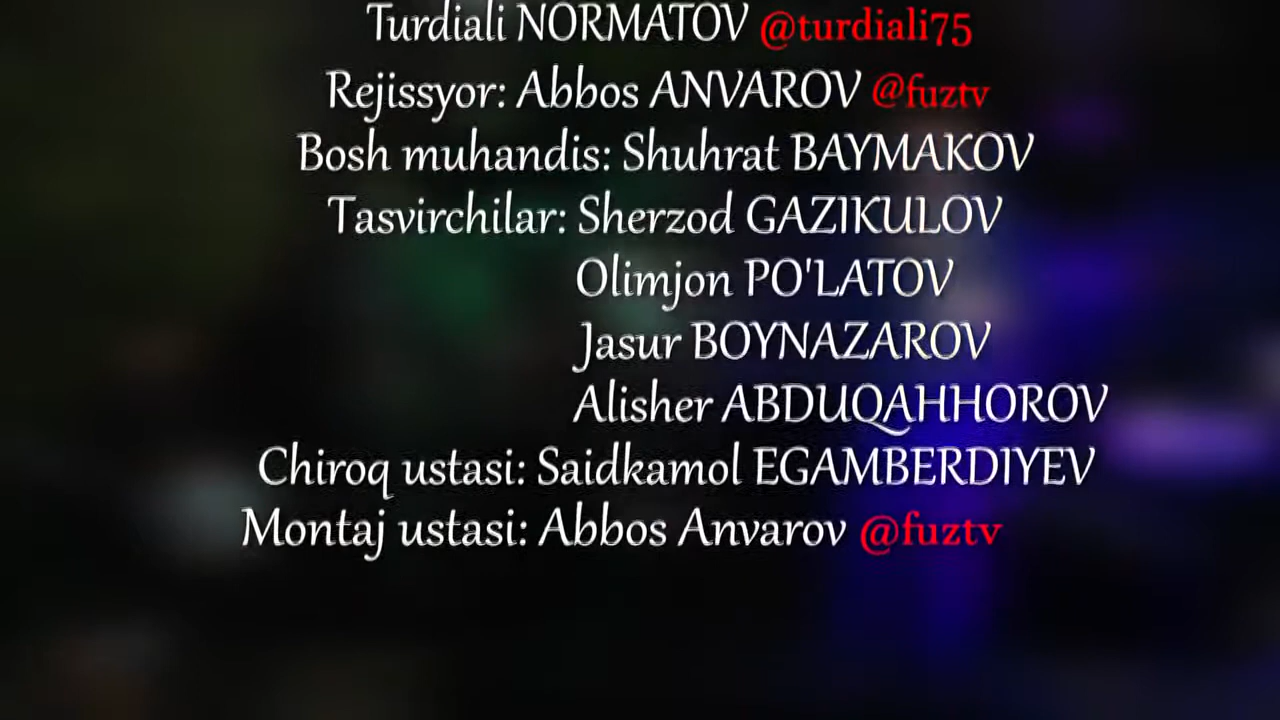 Turdiali NORMATOV @turdiali75
Rejissyor: Abbos ANVAROV @fuztv
Bosh muhandis: Shuhrat BAYMAKOV
Tasvirchilar: Sherzod GAZIKULOV
Olimjon PO'LATOV
Jasur BOYNAZAROV
Alisher ABDUQAHHOROV
Chiroq ustasi: Saidkamol EGAMBERDIYEV
Montaj ustasi: Abbos Anvarov @fuztv